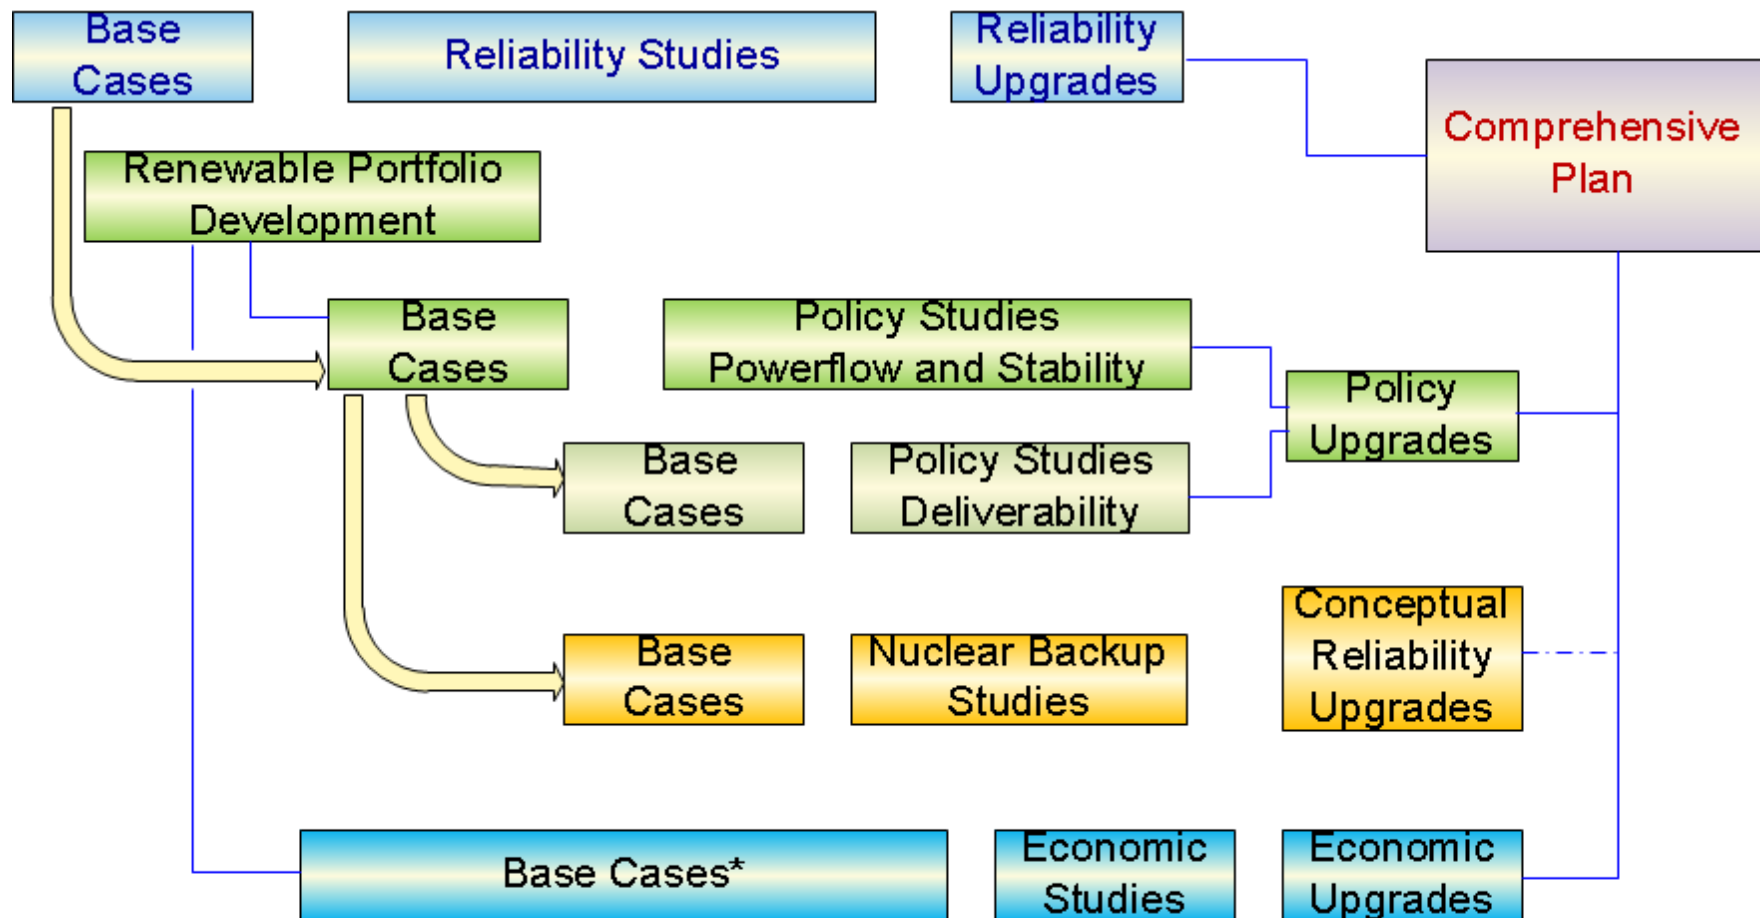 Base
Cases
Reliability Studies
Reliability
Upgrades
Comprehensive
Plan
Renewable Portfolio
Development
Base
Cases
Policy Studies
Powerflow and Stability
Policy
Upgrades
Base
Cases
Policy Studies
Deliverability
Base
Cases
Nuclear Backup
Studies
Conceptual
Reliability
Upgrades
Base Cases*
Economic
Studies
Economic
Upgrades